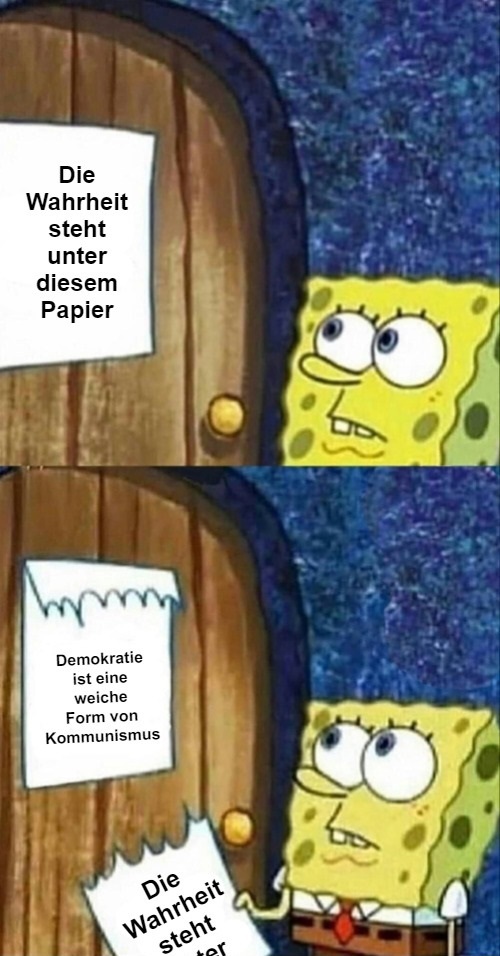 Die
Wahrheit
steht
unter
diesem
Papier
Demokratie
ist eine
weiche
Form von
Kommunismus
Die
Wahrheit
steht